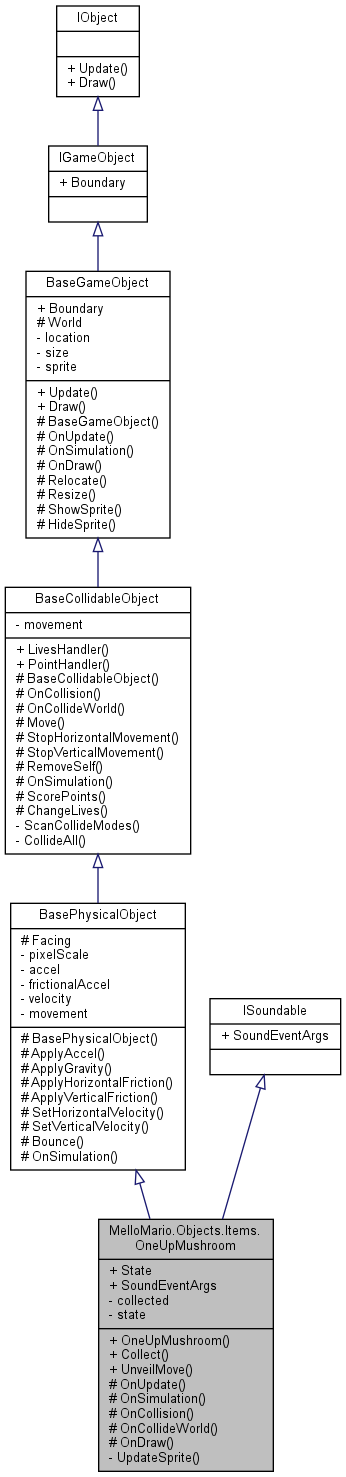 IObject
+ Update()
+ Draw()
IGameObject
+ Boundary
BaseGameObject
+ Boundary
# World
- location
- size
- sprite
+ Update()
+ Draw()
# BaseGameObject()
# OnUpdate()
# OnSimulation()
# OnDraw()
# Relocate()
# Resize()
# ShowSprite()
# HideSprite()
BaseCollidableObject
- movement
+ LivesHandler()
+ PointHandler()
# BaseCollidableObject()
# OnCollision()
# OnCollideWorld()
# Move()
# StopHorizontalMovement()
# StopVerticalMovement()
# RemoveSelf()
# OnSimulation()
# ScorePoints()
# ChangeLives()
- ScanCollideModes()
- CollideAll()
BasePhysicalObject
# Facing
- pixelScale
- accel
- frictionalAccel
- velocity
- movement
# BasePhysicalObject()
# ApplyAccel()
# ApplyGravity()
# ApplyHorizontalFriction()
# ApplyVerticalFriction()
# SetHorizontalVelocity()
# SetVerticalVelocity()
# Bounce()
# OnSimulation()
ISoundable
+ SoundEventArgs
MelloMario.Objects.Items.
OneUpMushroom
+ State
+ SoundEventArgs
- collected
- state
+ OneUpMushroom()
+ Collect()
+ UnveilMove()
# OnUpdate()
# OnSimulation()
# OnCollision()
# OnCollideWorld()
# OnDraw()
- UpdateSprite()